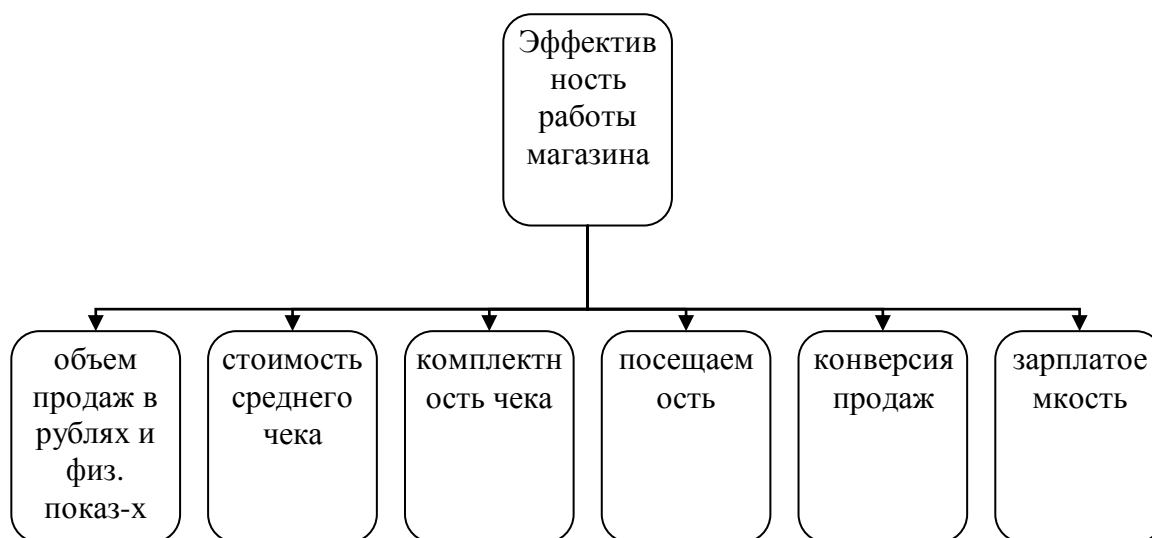 Эффектив
ность
работы
магазина
объем
продаж в
рублях и
физ.
показ-х
стоимость
среднего
чека
комплектн
ость чека
посещаем
ость
конверсия
продаж
зарплатое
мкость